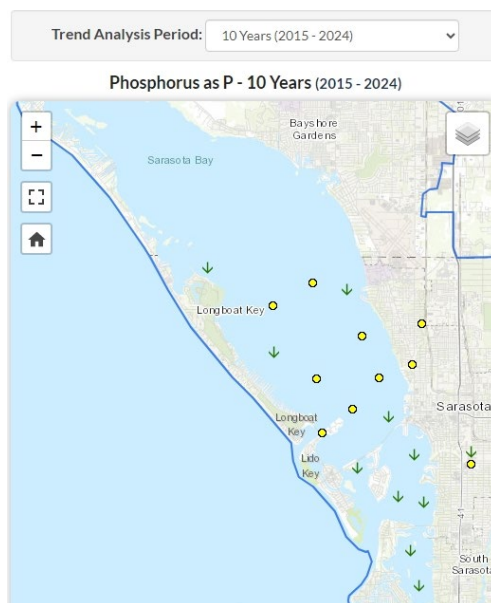 Trend Analysis Period: 10 Years (2015 - 2024)
Phosphorus as P - 10 Years (2015 - 2024)
+
−
Bayshore
Gardens
Sarasota Bay
Longboat Key
Sarasota
Longboat
Key
Lido
Key
41
South
Sarasota